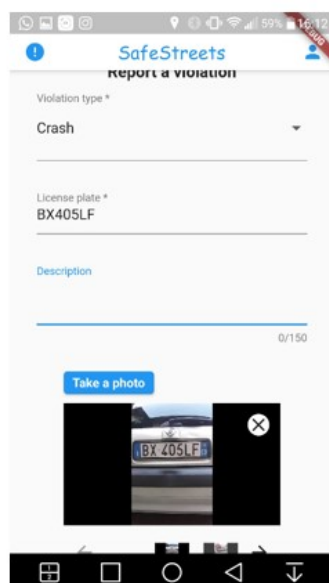 59% 16:12
DEBUG
SafeStreets
Report a violation
Violation type *
Crash
License plate *
BX405LF
Description
0/150
Take a photo
BX 405LF